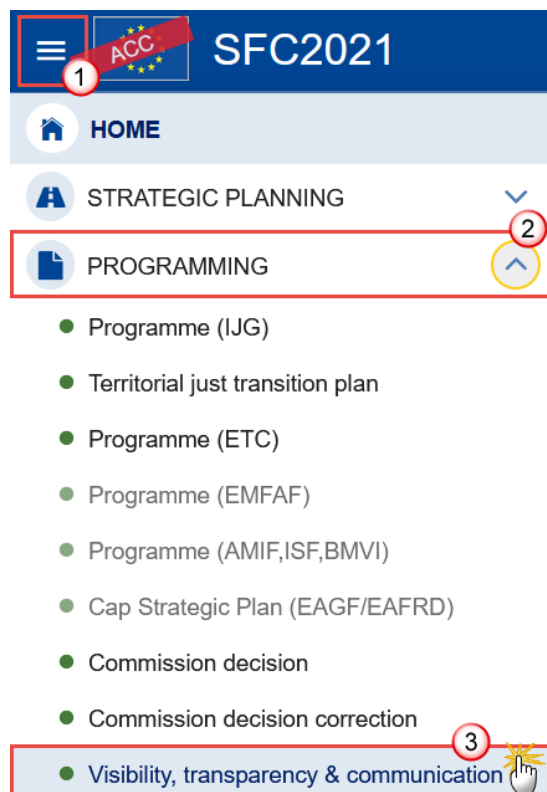 ACC
SFC2021
1
HOME
STRATEGIC PLANNING
2
PROGRAMMING
Programme (IJG)
Territorial just transition plan
Programme (ETC)
Programme (EMFAF)
Programme (AMIF,ISF,BMVI)
Cap Strategic Plan (EAGF/EAFRD)
Commission decision
Commission decision correction
3
Visibility, transparency & communication